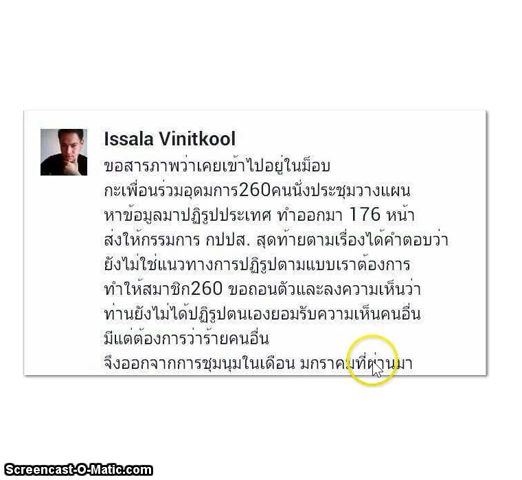 Issala Vinitkool
ขอสารภาพว่าเคยเข้าไปอยู่ในม็อบ
กะเพื่อนร่วมอุดมการ260คนนั่งประชุมวางแผน
หาข้อมูลมาปฏิรูปประเทศ ทำออกมา 176 หน้า
ส่งให้กรรมการ กปปส. สุดท้ายตามเรื่องได้คำตอบว่า
ยังไม่ใช่แนวทางการปฏิรูปตามแบบเราต้องการ
ทำให้สมาชิก260 ขอถอนตัวและลงความเห็นว่า
ท่านยังไม่ได้ปฏิรูปตนเองยอมรับความเห็นคนอื่น
มีแต่ต้องการว่าร้ายคนอื่น
จึงออกจากการชุมนุมในเดือน มกราคมที่ผ่านมา
Screencast-O-Matic.com